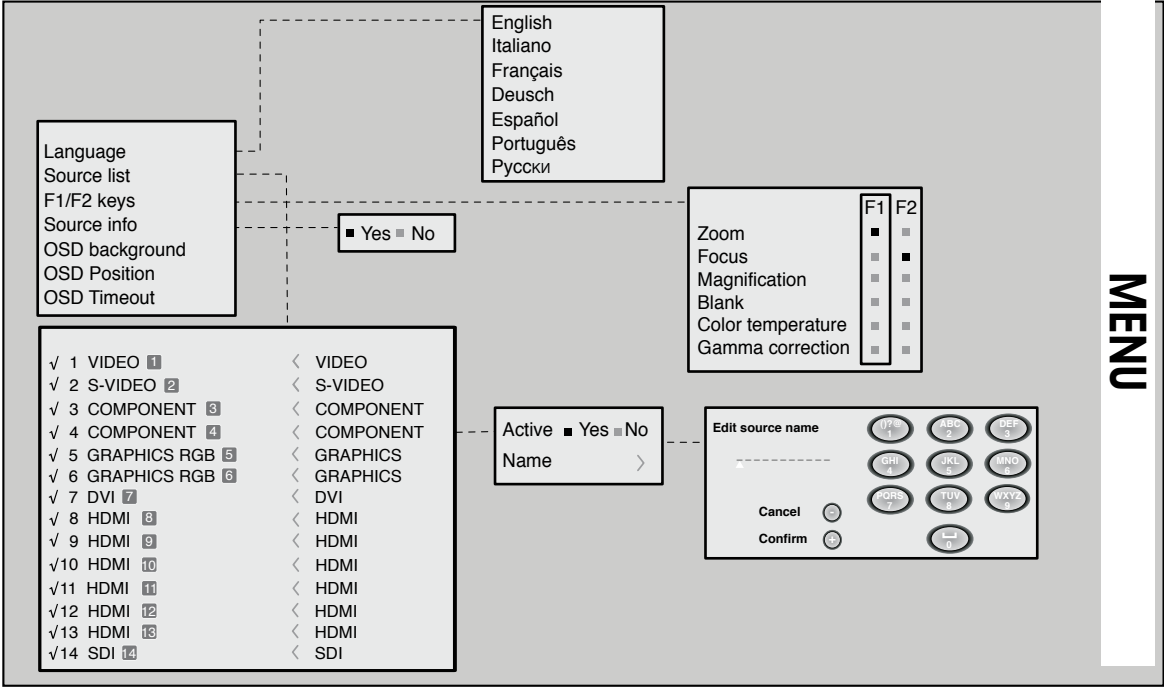 English
Italiano
Français
Deusch
Español
Português
Русски
Language
Source list
F1/F2 keys
Source info
OSD background
OSD Position
OSD Timeout
■ Yes ■ No
F1 F2
Zoom
Focus
Magnification
Blank
Color temperature
Gamma correction
MENU
√ 1 VIDEO 1 〈 VIDEO
√ 2 S-VIDEO 2 〈 S-VIDEO
√ 3 COMPONENT 3 〈 COMPONENT
√ 4 COMPONENT 4 〈 COMPONENT
√ 5 GRAPHICS RGB 5 〈 GRAPHICS
√ 6 GRAPHICS RGB 6 〈 GRAPHICS
√ 7 DVI 7 〈 DVI
√ 8 HDMI 8 〈 HDMI
√ 9 HDMI 9 〈 HDMI
√10 HDMI 10 〈 HDMI
√11 HDMI 11 〈 HDMI
√12 HDMI 12 〈 HDMI
√13 HDMI 13 〈 HDMI
√14 SDI 14 〈 SDI
Active ■ Yes ■ No
Name 〉
Edit source name
Cancel -
Confirm +
()?@ ABC DEF
1 2 3
GHI JKL MNO
4 5 6
PQRS TUV WXYZ
7 8 9
0